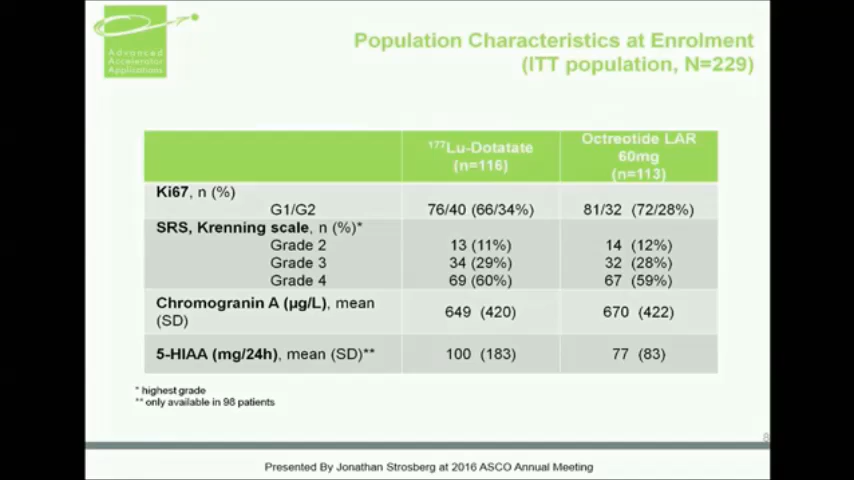 Advanced
Accelerator
Applications
Population Characteristics at Enrolment
(ITT population, N=229)
177Lu-Dotatate
(n=116)
Octreotide LAR
60mg
(n=113)
Ki67, n (%)
G1/G2 76/40 (66/34%) 81/32 (72/28%)
SRS, Krenning scale, n (%)*
Grade 2 13 (11%) 14 (12%)
Grade 3 34 (29%) 32 (28%)
Grade 4 69 (60%) 67 (59%)
Chromogranin A (µg/L), mean
(SD) 649 (420) 670 (422)
5-HIAA (mg/24h), mean (SD)** 100 (183) 77 (83)
* highest grade
** only available in 98 patients
8
Presented By Jonathan Strosberg at 2016 ASCO Annual Meeting